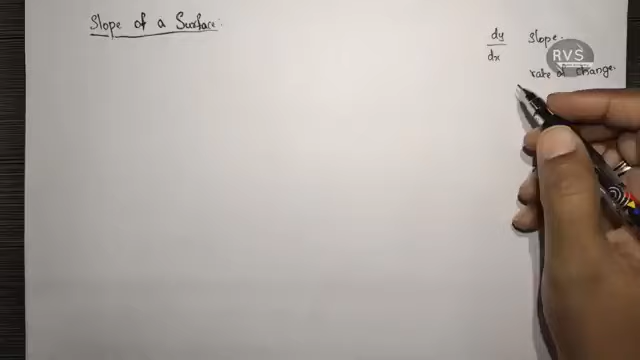 Slope of a Surface:
dy/dx slope.
RVS
rate of change.